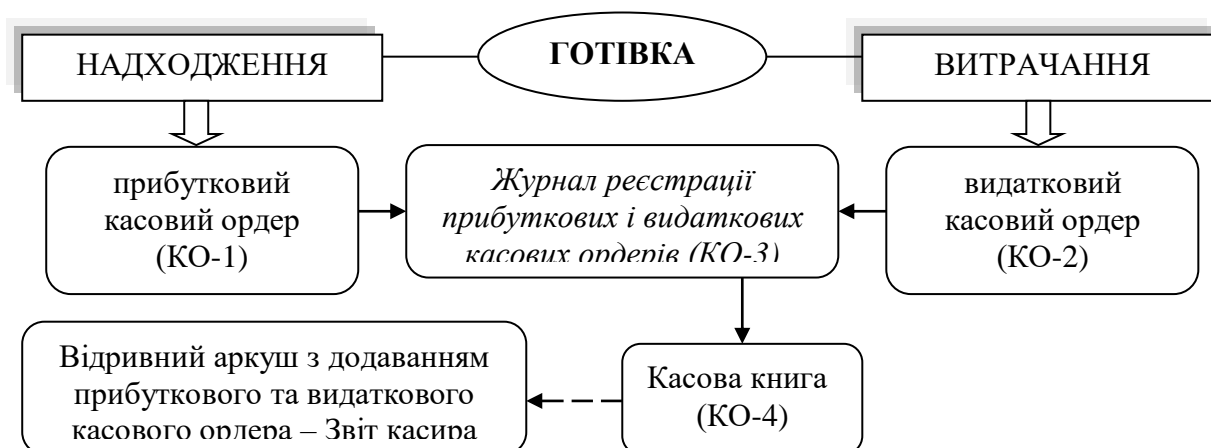 НАДХОДЖЕННЯ
ГОТІВКА
ВИТРАЧАННЯ
прибутковий
касовий ордер
(КО-1)
Журнал реєстрації
прибуткових і видаткових
касових ордерів (КО-3)
видатковий
касовий ордер
(КО-2)
Відривний аркуш з додаванням
прибуткового та видаткового
касового ордера – Звіт касира
Касова книга
(КО-4)